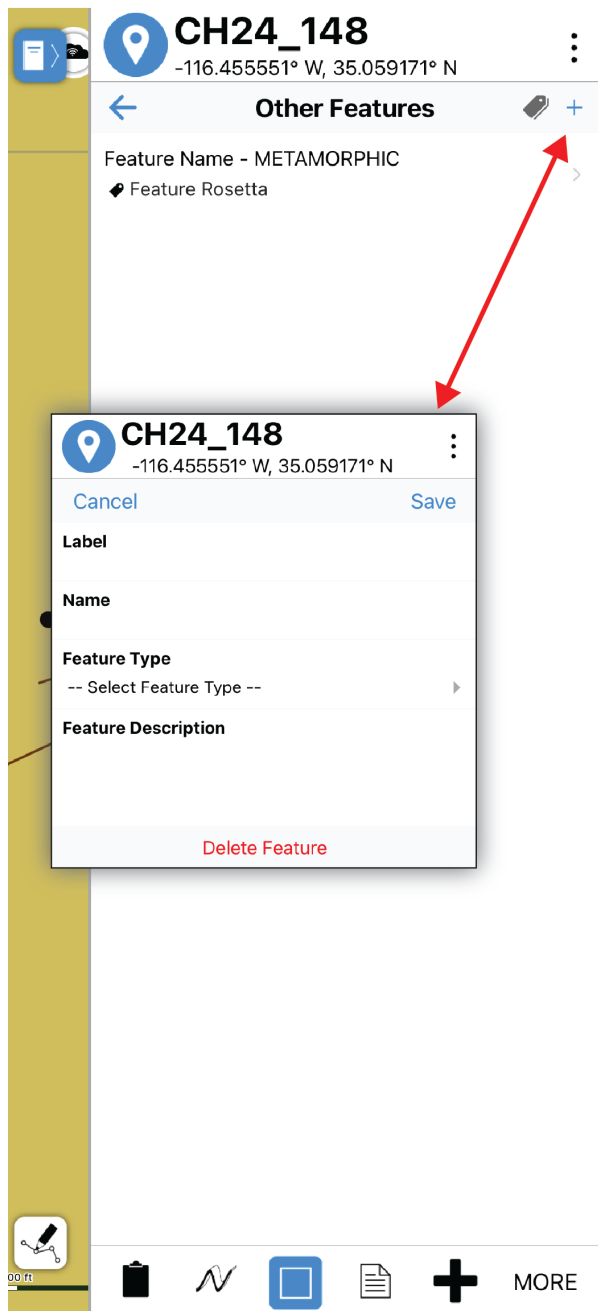 CH24_148
-116.455551° W, 35.059171° N
Other Features
Feature Name - METAMORPHIC
Feature Rosetta
CH24_148
-116.455551° W, 35.059171° N
Cancel Save
Label
Name
Feature Type
-- Select Feature Type --
Feature Description
Delete Feature
00 ft
MORE